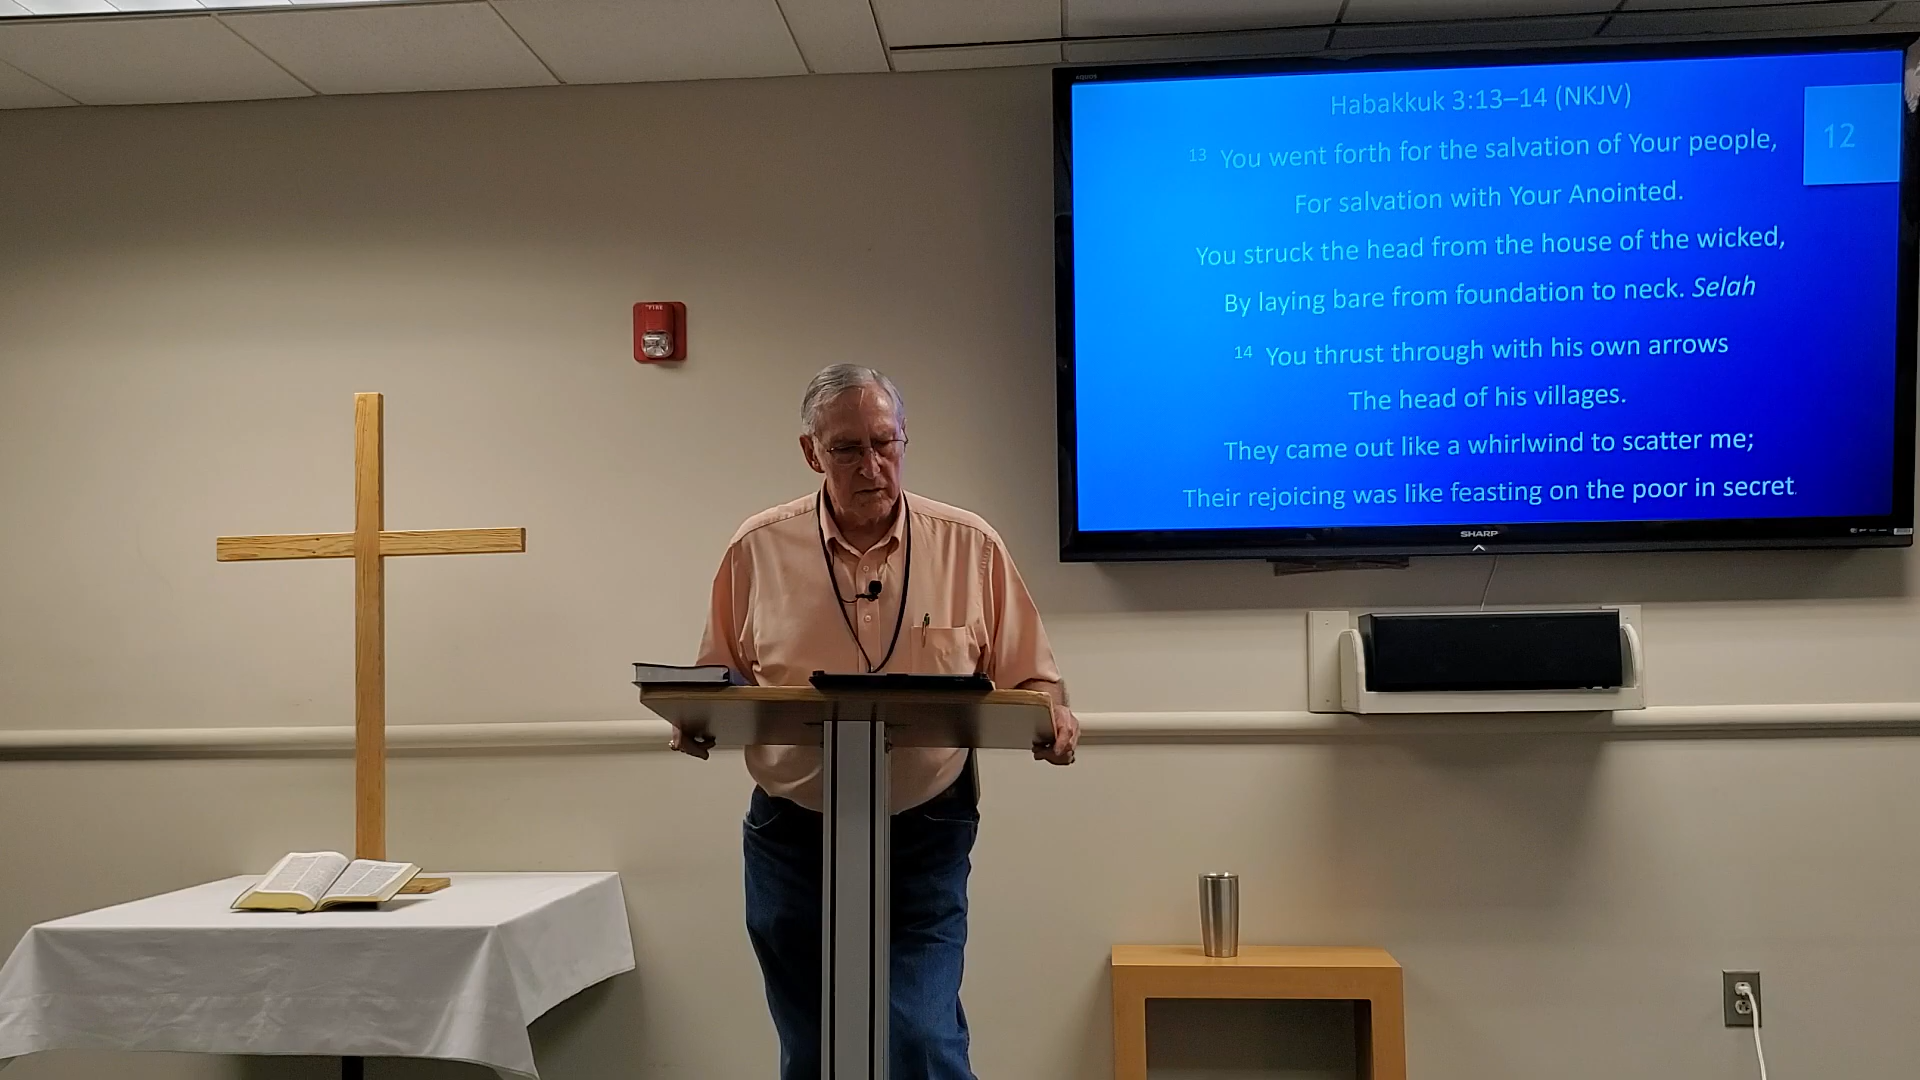 AQUOS
Habakkuk 3:13–14 (NKJV)
12
13 You went forth for the salvation of Your people,
For salvation with Your Anointed.
You struck the head from the house of the wicked,
By laying bare from foundation to neck. Selah
14 You thrust through with his own arrows
The head of his villages.
They came out like a whirlwind to scatter me;
Their rejoicing was like feasting on the poor in secret.
SHARP
FIRE